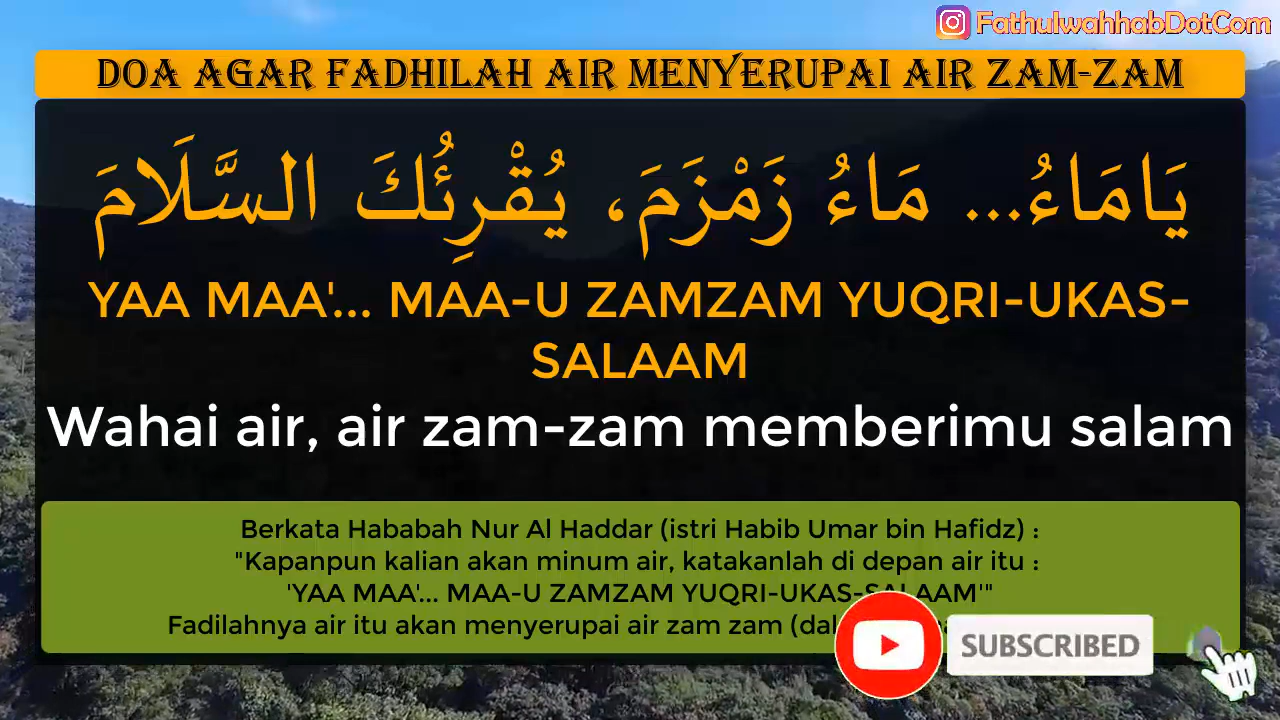 FathulwahhabDotCom
DOA AGAR FADHILAH AIR MENYERUPAI AIR ZAM-ZAM
يَامَاءُ... مَاءُ زَمْزَمَ، يُقْرِئُكَ السَّلَامَ
YAA MAA'... MAA-U ZAMZAM YUQRI-UKAS-
SALAAM
Wahai air, air zam-zam memberimu salam
Berkata Hababah Nur Al Haddar (istri Habib Umar bin Hafidz) :
"Kapanpun kalian akan minum air, katakanlah di depan air itu :
'YAA MAA'... MAA-U ZAMZAM YUQRI-UKAS-SALAAM'"
Fadilahnya air itu akan menyerupai air zam zam
SUBSCRIBED